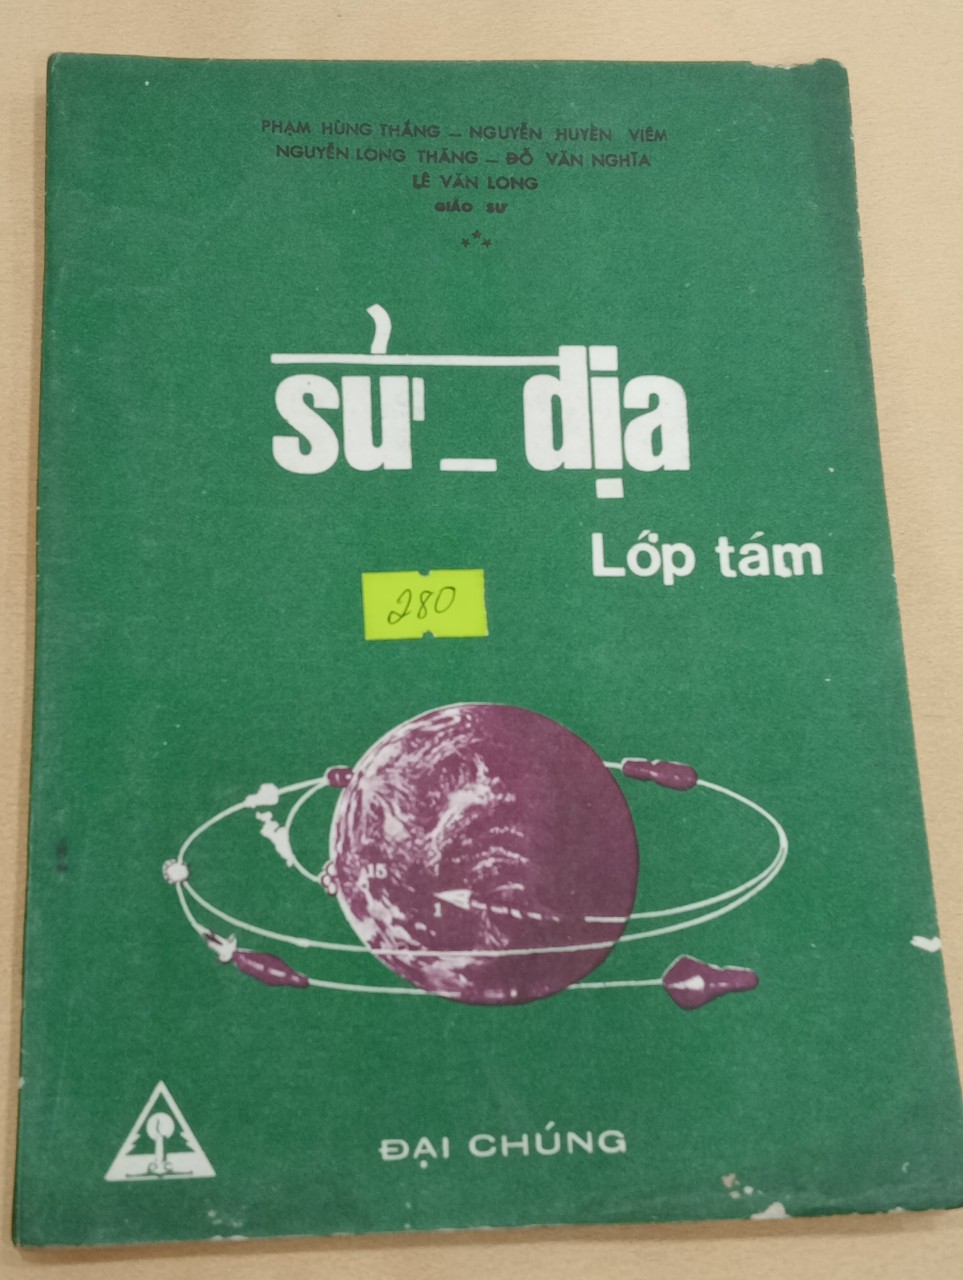 PHẠM HÙNG THẮNG _ NGUYỄN HUYỀN VIÊM
NGUYỄN LONG THĂNG _ ĐỖ VĂN NGHĨA
LÊ VĂN LONG
GIÁO SƯ
sử _ địa
Lớp tám
280
15
1
ĐẠI CHÚNG